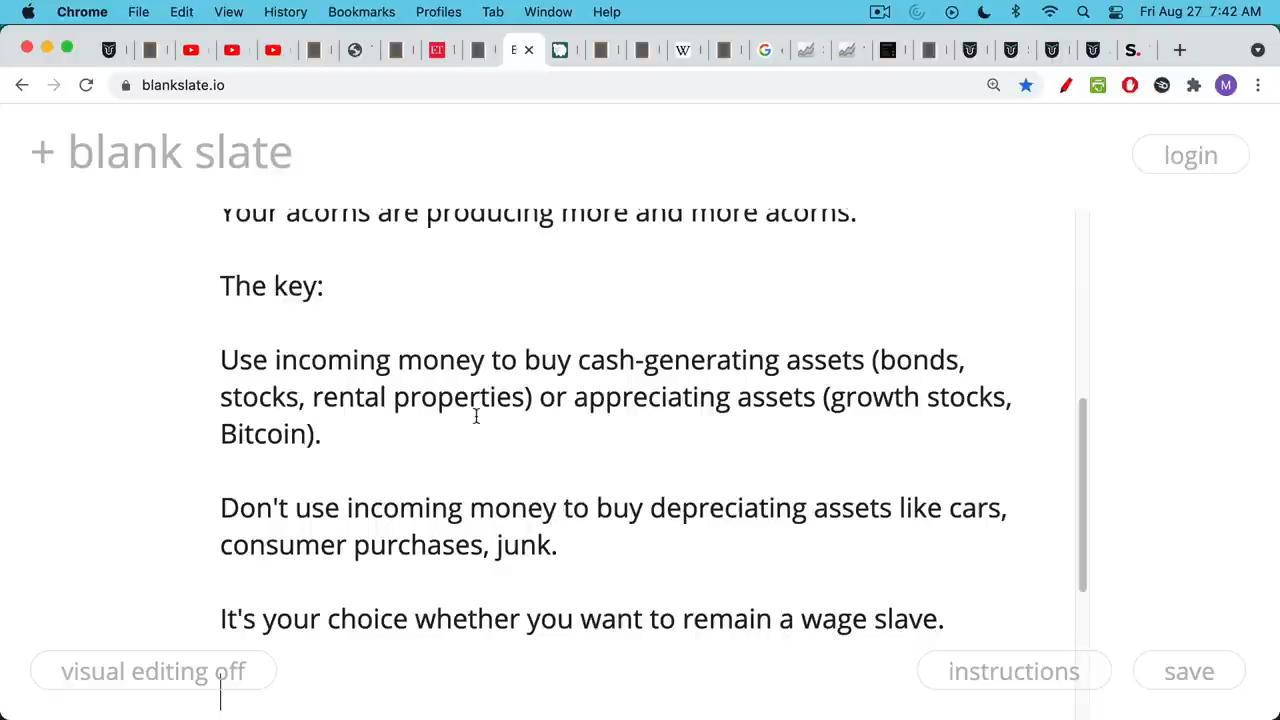 Chrome File Edit View History Bookmarks Profiles Tab Window Help Fri Aug 27 7:42 AM
blankslate.io
+ blank slate
login
Your acorns are producing more and more acorns.
The key:
Use incoming money to buy cash-generating assets (bonds,
stocks, rental properties) or appreciating assets (growth stocks,
Bitcoin).
Don't use incoming money to buy depreciating assets like cars,
consumer purchases, junk.
It's your choice whether you want to remain a wage slave.
visual editing off
instructions
save